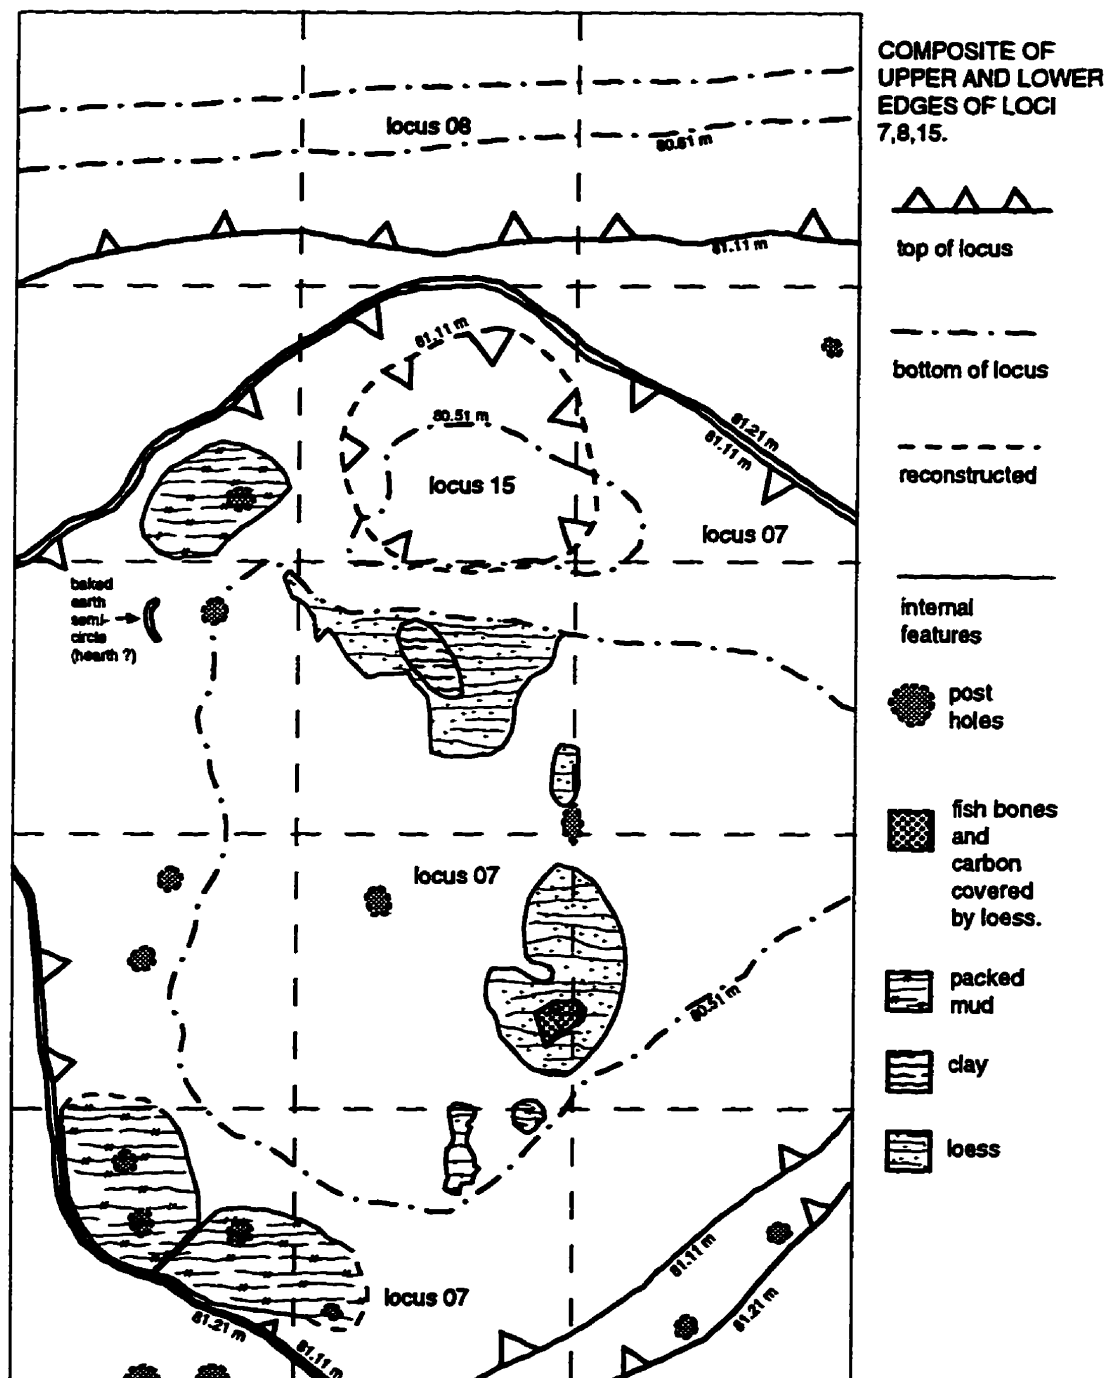 COMPOSITE OF
UPPER AND LOWER
EDGES OF LOCI
7,8,15.
locus 08
80.61 m
81.11 m
top of locus
bottom of locus
reconstructed
internal
features
post
holes
fish bones
and
carbon
covered
by loess.
packed
mud
clay
loess
81.11 m
80.51 m
locus 15
81.21 m
81.11 m
locus 07
baked
earth
semi-
circle
(hearth ?)
locus 07
80.51 m
locus 07
81.21 m
81.11 m
81.11 m
81.21 m